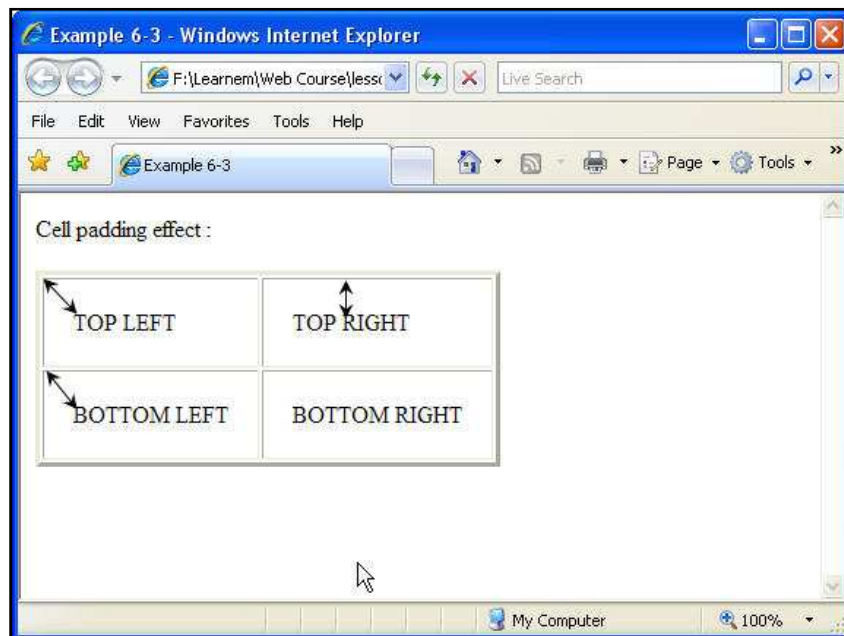 Example 6-3 - Windows Internet Explorer
F:\Learnem\Web Course\less
Live Search
File Edit View Favorites Tools Help
Example 6-3
Page Tools »
Cell padding effect :
TOP LEFT TOP RIGHT
BOTTOM LEFT BOTTOM RIGHT
My Computer 100%